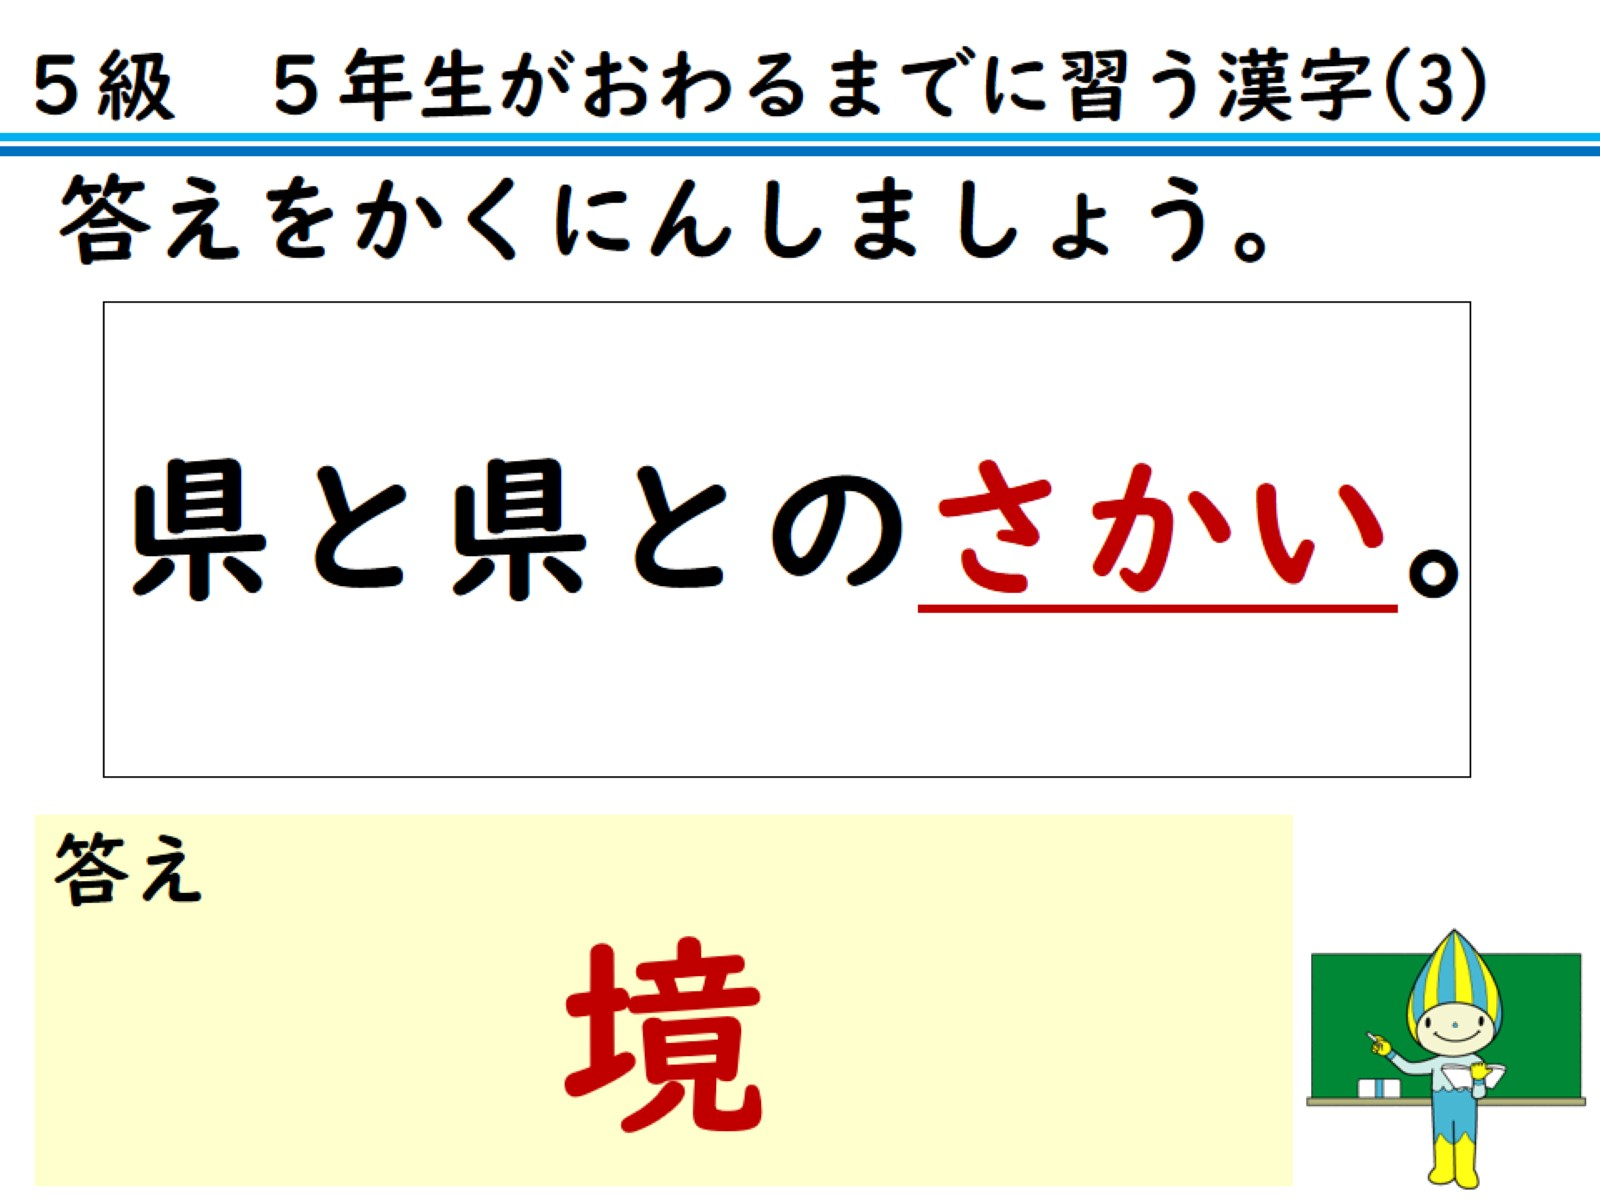 5級　5年生がおわるまでに習う漢字(3)
答えをかくにんしましょう。
県と県とのさかい。
答え
境